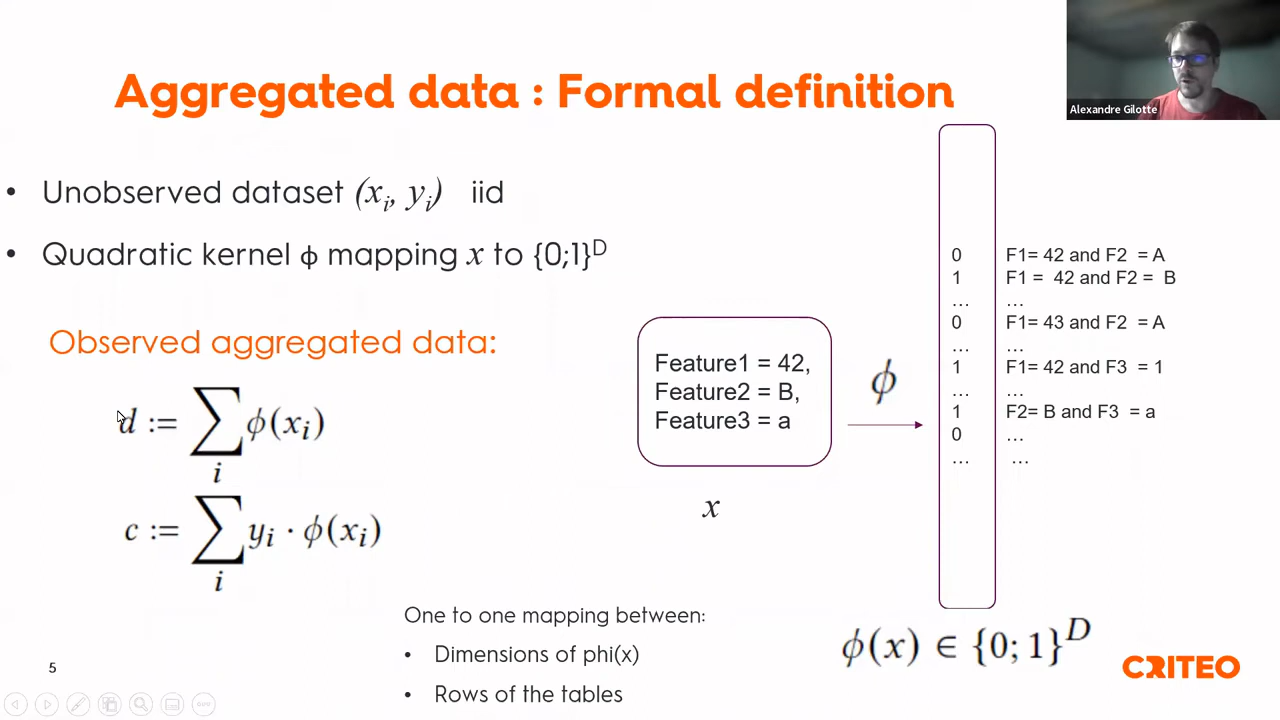 Aggregated data : Formal definition
Alexandre Gilotte
• Unobserved dataset (xᵢ, yᵢ) iid
• Quadratic kernel ϕ mapping x to {0;1}ᴰ
Observed aggregated data:
d := ∑ᵢ ϕ(xᵢ)
c := ∑ᵢ yᵢ · ϕ(xᵢ)
Feature1 = 42,
Feature2 = B,
Feature3 = a
x
ϕ
0 F1= 42 and F2 = A
1 F1 = 42 and F2 = B
... ...
0 F1= 43 and F2 = A
... ...
1 F1= 42 and F3 = 1
... ...
1 F2= B and F3 = a
0 ...
... ...
ϕ(x) ∈ {0; 1}ᴰ
One to one mapping between:
• Dimensions of phi(x)
• Rows of the tables
5
CRITEO